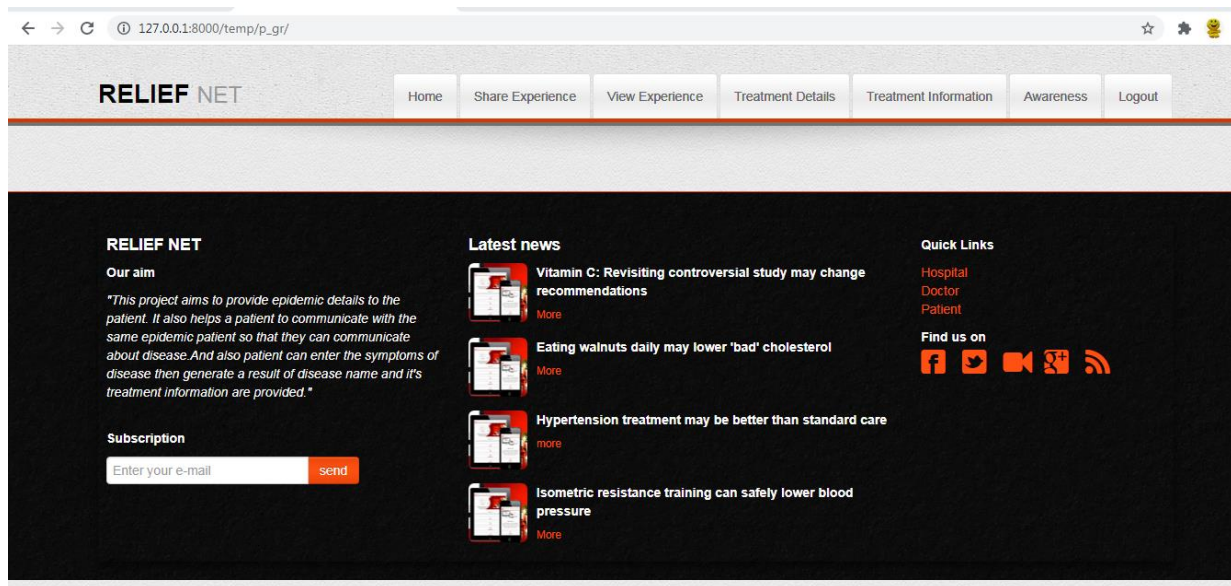 127.0.0.1:8000/temp/p_gr/
RELIEF NET
Home
Share Experience
View Experience
Treatment Details
Treatment Information
Awareness
Logout
RELIEF NET
Our aim
"This project aims to provide epidemic details to the
patient. It also helps a patient to communicate with the
same epidemic patient so that they can communicate
about disease.And also patient can enter the symptoms of
disease then generate a result of disease name and it's
treatment information are provided."
Subscription
Enter your e-mail
send
Latest news
Vitamin C: Revisiting controversial study may change
recommendations
More
Eating walnuts daily may lower 'bad' cholesterol
More
Hypertension treatment may be better than standard care
more
Isometric resistance training can safely lower blood
pressure
More
Quick Links
Hospital
Doctor
Patient
Find us on